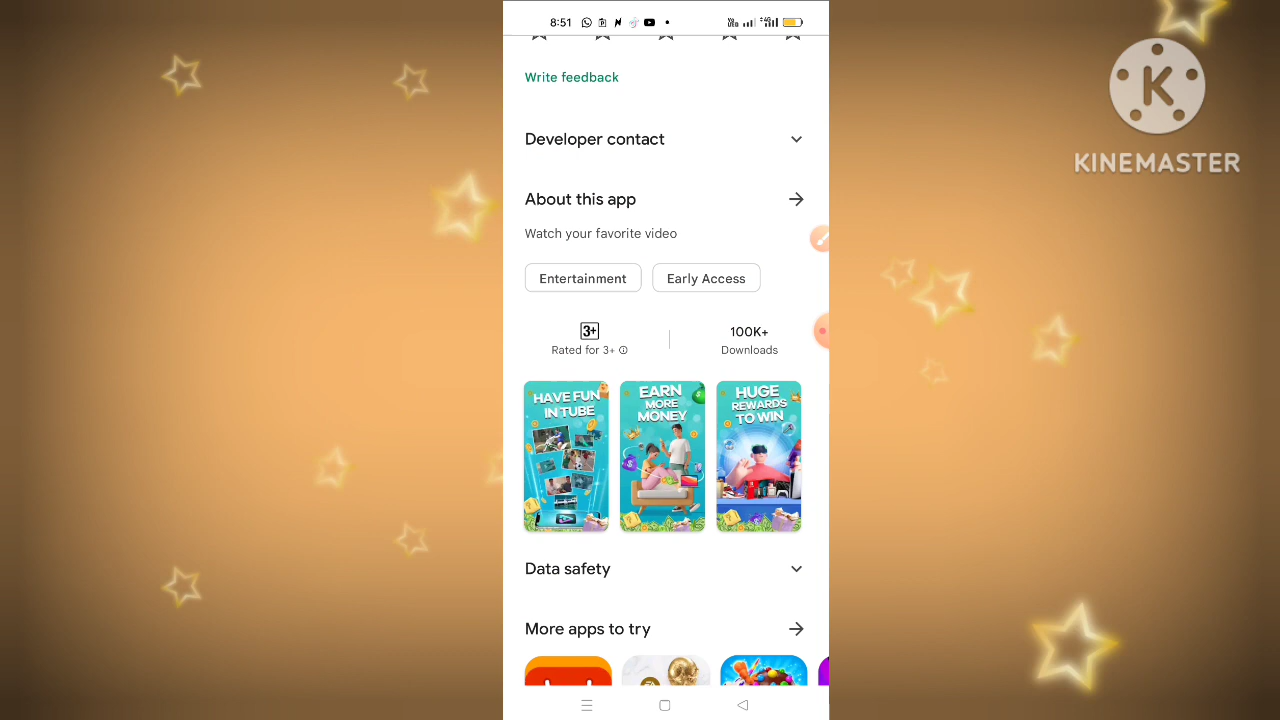 8:51
KINEMASTER
Write feedback
Developer contact
About this app
Watch your favorite video
Entertainment
Early Access
3+
Rated for 3+
100K+
Downloads
HAVE FUN
IN TUBE
EARN
MORE
MONEY
HUGE
REWARDS
TO WIN
Data safety
More apps to try